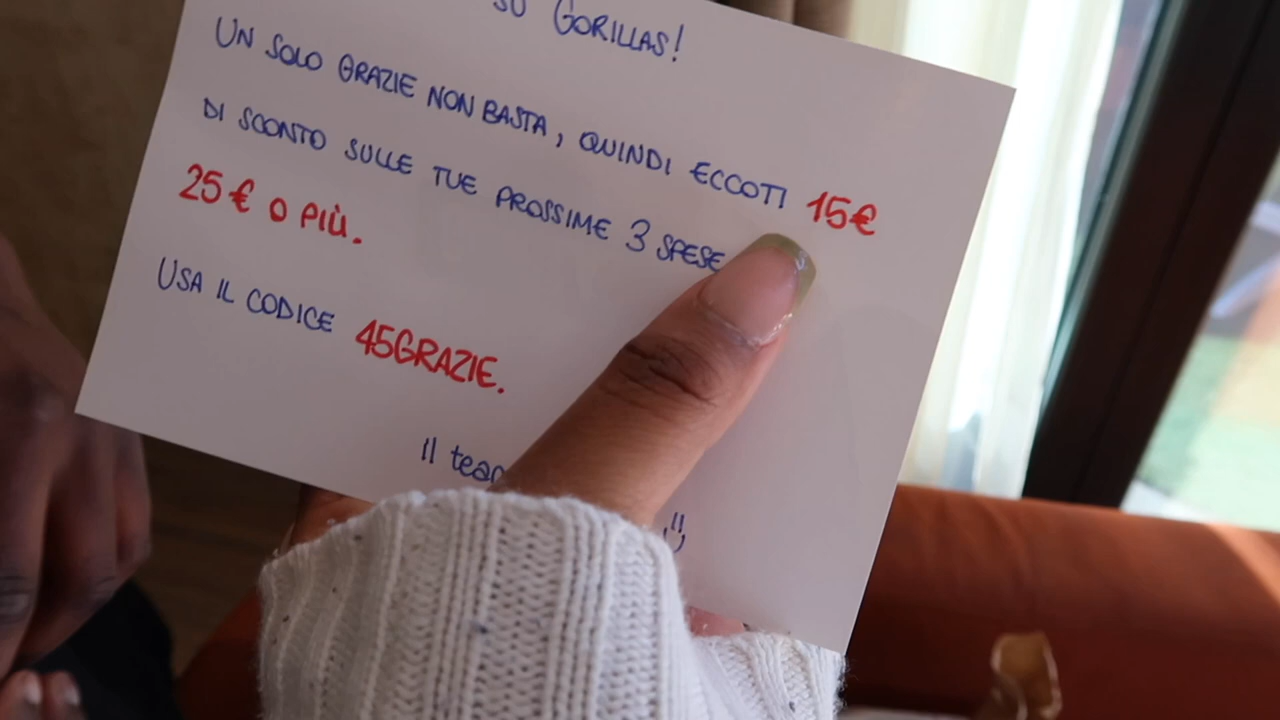 SU GORILLAS!
UN SOLO GRAZIE NON BASTA, QUINDI ECCOTI 15€
DI SCONTO SULLE TUE PROSSIME 3 SPESE
25€ O PIÙ.
USA IL CODICE 45GRAZIE.
Il
:)